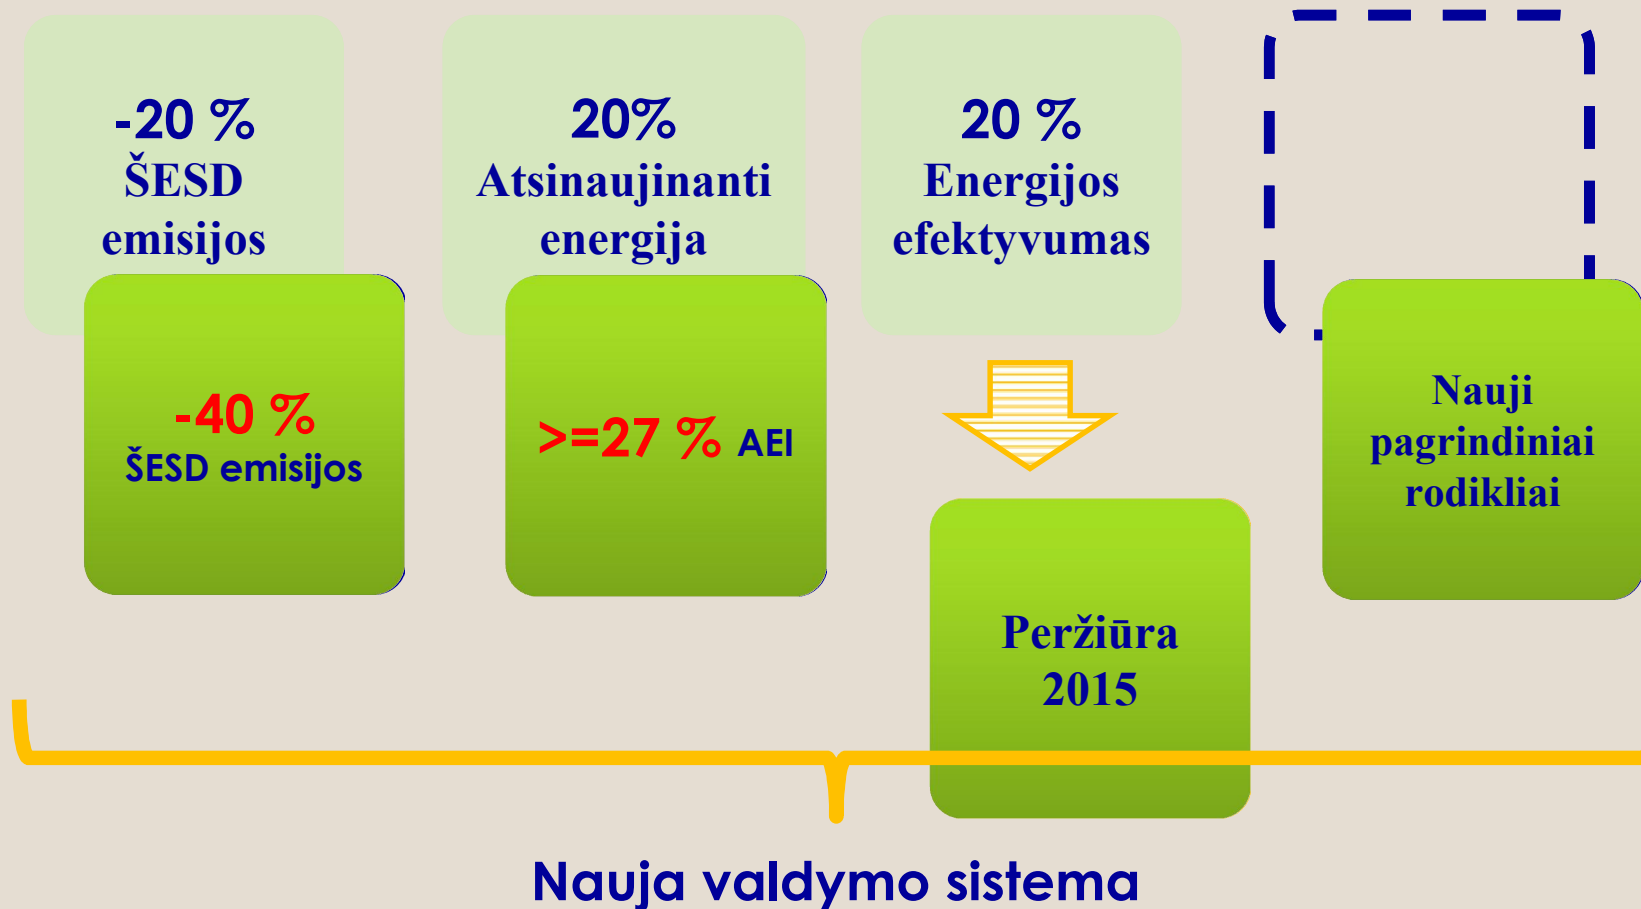 -20 %
ŠESD
emisijos
20%
Atsinaujinanti
energija
20 %
Energijos
efektyvumas
-40 %
ŠESD emisijos
>=27 % AEI
Nauji
pagrindiniai
rodikliai
Peržiūra
2015
Nauja valdymo sistema